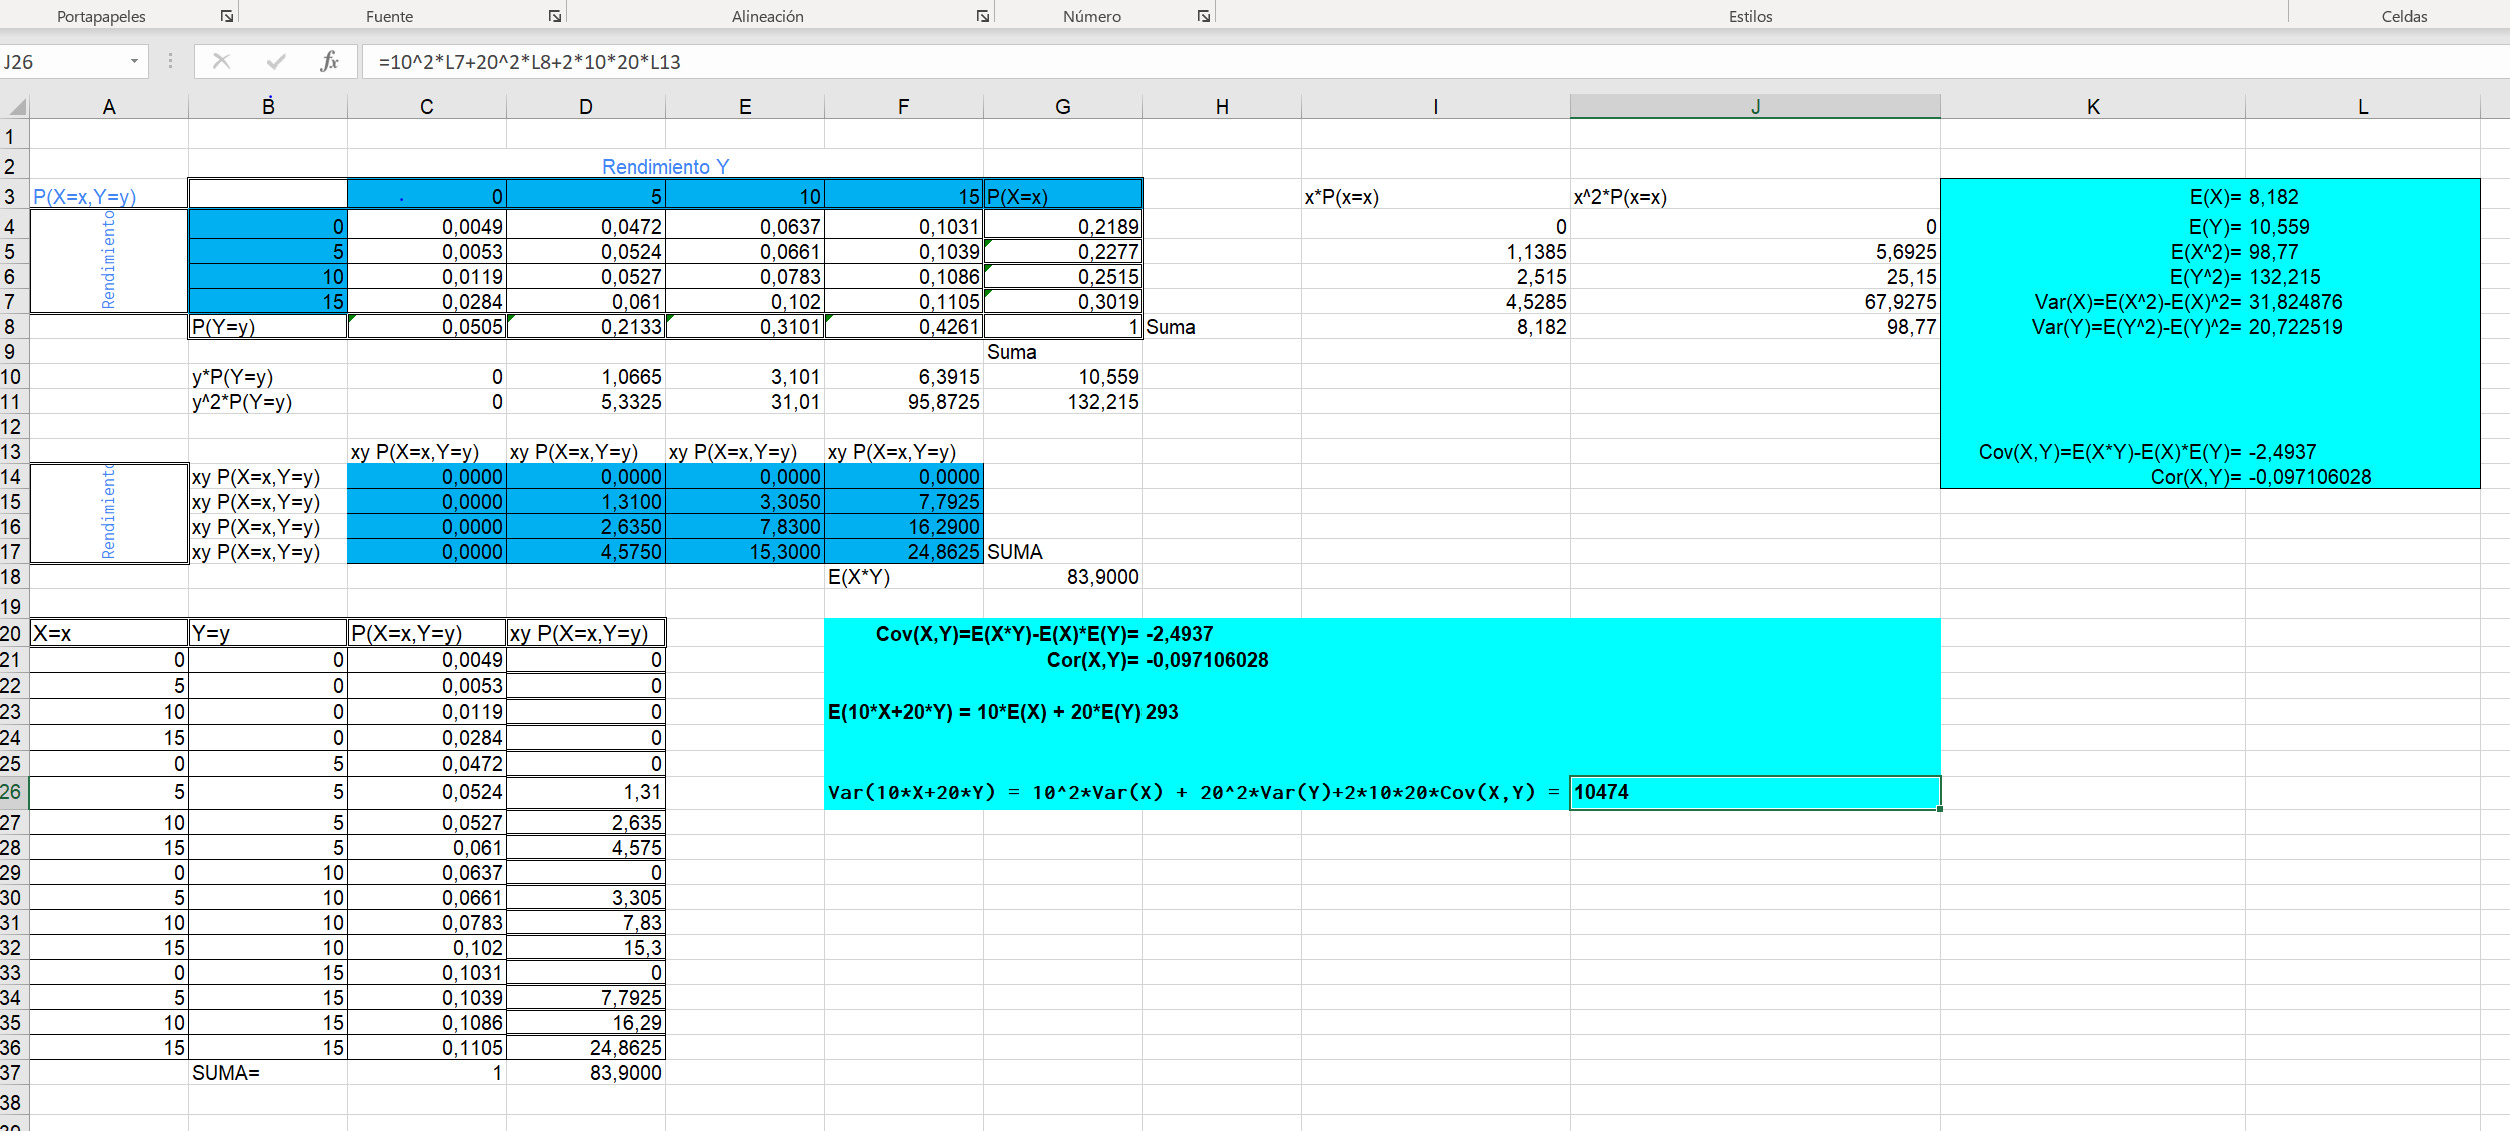 Portapapeles Fuente Alineación Número Estilos Celdas
J26 fx =10^2*L7+20^2*L8+2*10*20*L13
A B C D E F G H I J K L
1
2 Rendimiento Y
3 P(X=x,Y=y) 0 5 10 15 P(X=x) x*P(x=x) x^2*P(x=x) E(X)= 8,182
Rendimiento
4 0 0,0049 0,0472 0,0637 0,1031 0,2189 0 0 E(Y)= 10,559
5 5 0,0053 0,0524 0,0661 0,1039 0,2277 1,1385 5,6925 E(X^2)= 98,77
6 10 0,0119 0,0527 0,0783 0,1086 0,2515 2,515 25,15 E(Y^2)= 132,215
7 15 0,0284 0,061 0,102 0,1105 0,3019 4,5285 67,9275 Var(X)=E(X^2)-E(X)^2= 31,824876
8 P(Y=y) 0,0505 0,2133 0,3101 0,4261 1 Suma 8,182 98,77 Var(Y)=E(Y^2)-E(Y)^2= 20,722519
9 Suma
10 y*P(Y=y) 0 1,0665 3,101 6,3915 10,559
11 y^2*P(Y=y) 0 5,3325 31,01 95,8725 132,215
12
13 xy P(X=x,Y=y) xy P(X=x,Y=y) xy P(X=x,Y=y) xy P(X=x,Y=y) Cov(X,Y)=E(X*Y)-E(X)*E(Y)= -2,4937
Rendimiento
14 xy P(X=x,Y=y) 0,0000 0,0000 0,0000 0,0000 Cor(X,Y)= -0,097106028
15 xy P(X=x,Y=y) 0,0000 1,3100 3,3050 7,7925
16 xy P(X=x,Y=y) 0,0000 2,6350 7,8300 16,2900
17 xy P(X=x,Y=y) 0,0000 4,5750 15,3000 24,8625 SUMA
18 E(X*Y) 83,9000
19
20 X=x Y=y P(X=x,Y=y) xy P(X=x,Y=y) Cov(X,Y)=E(X*Y)-E(X)*E(Y)= -2,4937
21 0 0 0,0049 0 Cor(X,Y)= -0,097106028
22 5 0 0,0053 0
23 10 0 0,0119 0 E(10*X+20*Y) = 10*E(X) + 20*E(Y) 293
24 15 0 0,0284 0
25 0 5 0,0472 0
26 5 5 0,0524 1,31 Var(10*X+20*Y) = 10^2*Var(X) + 20^2*Var(Y)+2*10*20*Cov(X,Y) = 10474
27 10 5 0,0527 2,635
28 15 5 0,061 4,575
29 0 10 0,0637 0
30 5 10 0,0661 3,305
31 10 10 0,0783 7,83
32 15 10 0,102 15,3
33 0 15 0,1031 0
34 5 15 0,1039 7,7925
35 10 15 0,1086 16,29
36 15 15 0,1105 24,8625
37 SUMA= 1 83,9000
38